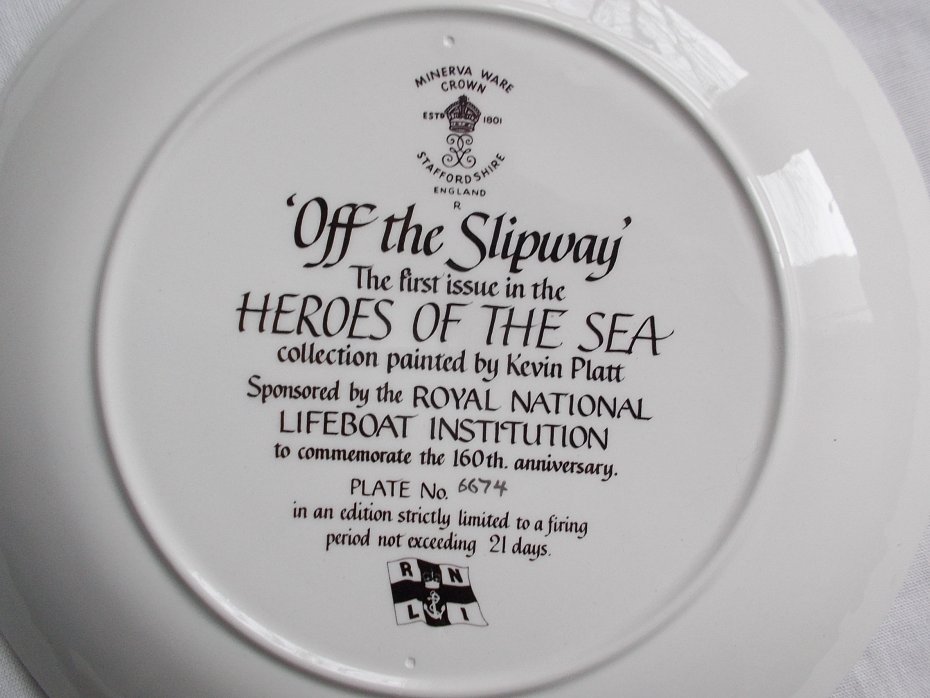 MINERVA WARE
CROWN
ESTD 1801
STAFFORDSHIRE
ENGLAND
R
'Off the Slipway'
The first issue in the
HEROES OF THE SEA
collection painted by Kevin Platt
Sponsored by the ROYAL NATIONAL
LIFEBOAT INSTITUTION
to commemorate the 160th. anniversary.
PLATE No. 6674
in an edition strictly limited to a firing
period not exceeding 21 days.
R N
L I